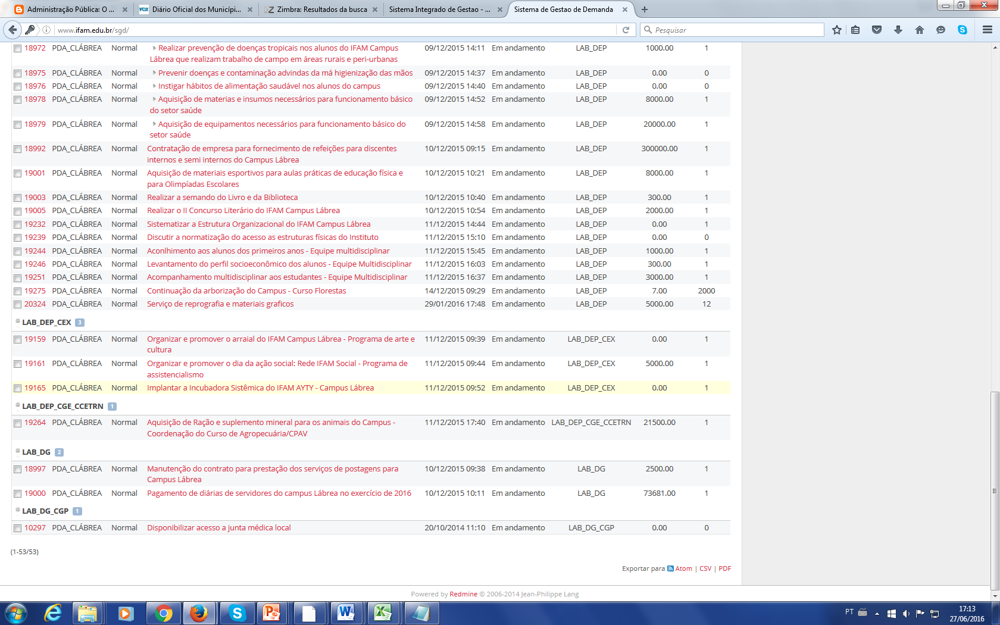 Administração Pública: O ...
Diário Oficial dos Municípi...
Zimbra: Resultados da busca
Sistema Integrado de Gestao - ...
Sistema de Gestao de Demanda
www.ifam.edu.br/sgd/
Pesquisar
18972 PDA_CLÁBREA Normal Realizar prevenção de doenças tropicais nos alunos do IFAM Campus 09/12/2015 14:11 Em andamento LAB_DEP 1000.00 1
Lábrea que realizam trabalho de campo em áreas rurais e peri-urbanas
18975 PDA_CLÁBREA Normal Prevenir doenças e contaminação advindas da má higienização das mãos 09/12/2015 14:37 Em andamento LAB_DEP 0.00 0
18976 PDA_CLÁBREA Normal Instigar hábitos de alimentação saudável nos alunos do campus 09/12/2015 14:40 Em andamento LAB_DEP 0.00 0
18978 PDA_CLÁBREA Normal Aquisição de materias e insumos necessários para funcionamento básico 09/12/2015 14:52 Em andamento LAB_DEP 8000.00 1
do setor saúde
18979 PDA_CLÁBREA Normal Aquisição de equipamentos necessários para funcionamento básico do 09/12/2015 14:58 Em andamento LAB_DEP 20000.00 1
setor saúde
18992 PDA_CLÁBREA Normal Contratação de empresa para fornecimento de refeições para discentes 10/12/2015 09:15 Em andamento LAB_DEP 300000.00 1
internos e semi internos do Campus Lábrea
19001 PDA_CLÁBREA Normal Aquisição de materiais esportivos para aulas práticas de educação física e 10/12/2015 10:21 Em andamento LAB_DEP 8000.00 1
para Olimpíadas Escolares
19003 PDA_CLÁBREA Normal Realizar a semando do Livro e da Biblioteca 10/12/2015 10:40 Em andamento LAB_DEP 300.00 1
19005 PDA_CLÁBREA Normal Realizar o II Concurso Literário do IFAM Campus Lábrea 10/12/2015 10:54 Em andamento LAB_DEP 2000.00 1
19232 PDA_CLÁBREA Normal Sistematizar a Estrutura Organizacional do IFAM Campus Lábrea 11/12/2015 14:44 Em andamento LAB_DEP 0.00 1
19239 PDA_CLÁBREA Normal Discutir a normatização do acesso as estruturas físicas do Instituto 11/12/2015 15:10 Em andamento LAB_DEP 0.00 0
19244 PDA_CLÁBREA Normal Aconlhimento aos alunos dos primeiros anos - Equipe multidisciplinar 11/12/2015 15:45 Em andamento LAB_DEP 1000.00 1
19246 PDA_CLÁBREA Normal Levantamento do perfil socioeconômico dos alunos - Equipe Multidisciplinar 11/12/2015 16:03 Em andamento LAB_DEP 300.00 1
19251 PDA_CLÁBREA Normal Acompanhamento multidisciplinar aos estudantes - Equipe Multidisciplinar 11/12/2015 16:37 Em andamento LAB_DEP 3000.00 1
19275 PDA_CLÁBREA Normal Continuação da arborização do Campus - Curso Florestas 14/12/2015 09:29 Em andamento LAB_DEP 7.00 2000
20324 PDA_CLÁBREA Normal Serviço de reprografia e materiais graficos 29/01/2016 17:48 Em andamento LAB_DEP 5000.00 12
LAB_DEP_CEX 3
19159 PDA_CLÁBREA Normal Organizar e promover o arraial do IFAM Campus Lábrea - Programa de arte e 11/12/2015 09:39 Em andamento LAB_DEP_CEX 0.00 1
cultura
19161 PDA_CLÁBREA Normal Organizar e promover o dia da ação social: Rede IFAM Social - Programa de 11/12/2015 09:44 Em andamento LAB_DEP_CEX 5000.00 1
assistencialismo
19165 PDA_CLÁBREA Normal Implantar a Incubadora Sistêmica do IFAM AYTY - Campus Lábrea 11/12/2015 09:52 Em andamento LAB_DEP_CEX 0.00 1
LAB_DEP_CGE_CCETRN 1
19264 PDA_CLÁBREA Normal Aquisição de Ração e suplemento mineral para os animais do Campus - 11/12/2015 17:40 Em andamento LAB_DEP_CGE_CCETRN 21500.00 1
Coordenação do Curso de Agropecuária/CPAV
LAB_DG 2
18997 PDA_CLÁBREA Normal Manutenção do contrato para prestação dos serviços de postagens para 10/12/2015 09:38 Em andamento LAB_DG 2500.00 1
Campus Lábrea
19000 PDA_CLÁBREA Normal Pagamento de diárias de servidores do campus Lábrea no exercício de 2016 10/12/2015 10:11 Em andamento LAB_DG 73681.00 1
LAB_DG_CGP 1
10297 PDA_CLÁBREA Normal Disponibilizar acesso a junta médica local 20/10/2014 11:10 Em andamento LAB_DG_CGP 0.00 0
(1-53/53)
Exportar para Atom | CSV | PDF
Powered by Redmine © 2006-2014 Jean-Philippe Lang
PT
17:13
27/06/2016